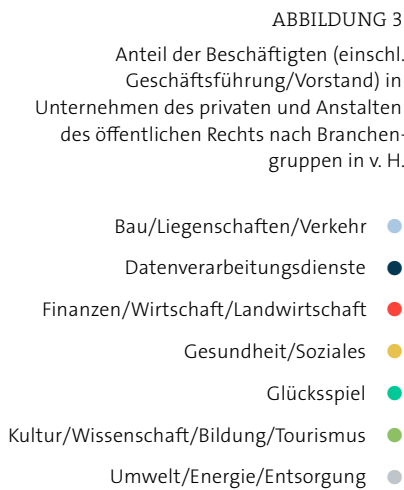 ABBILDUNG 3
Anteil der Beschäftigten (einschl.
Geschäftsführung/Vorstand) in
Unternehmen des privaten und Anstalten
des öffentlichen Rechts nach Branchen-
gruppen in v. H.
Bau/Liegenschaften/Verkehr
Datenverarbeitungsdienste
Finanzen/Wirtschaft/Landwirtschaft
Gesundheit/Soziales
Glücksspiel
Kultur/Wissenschaft/Bildung/Tourismus
Umwelt/Energie/Entsorgung